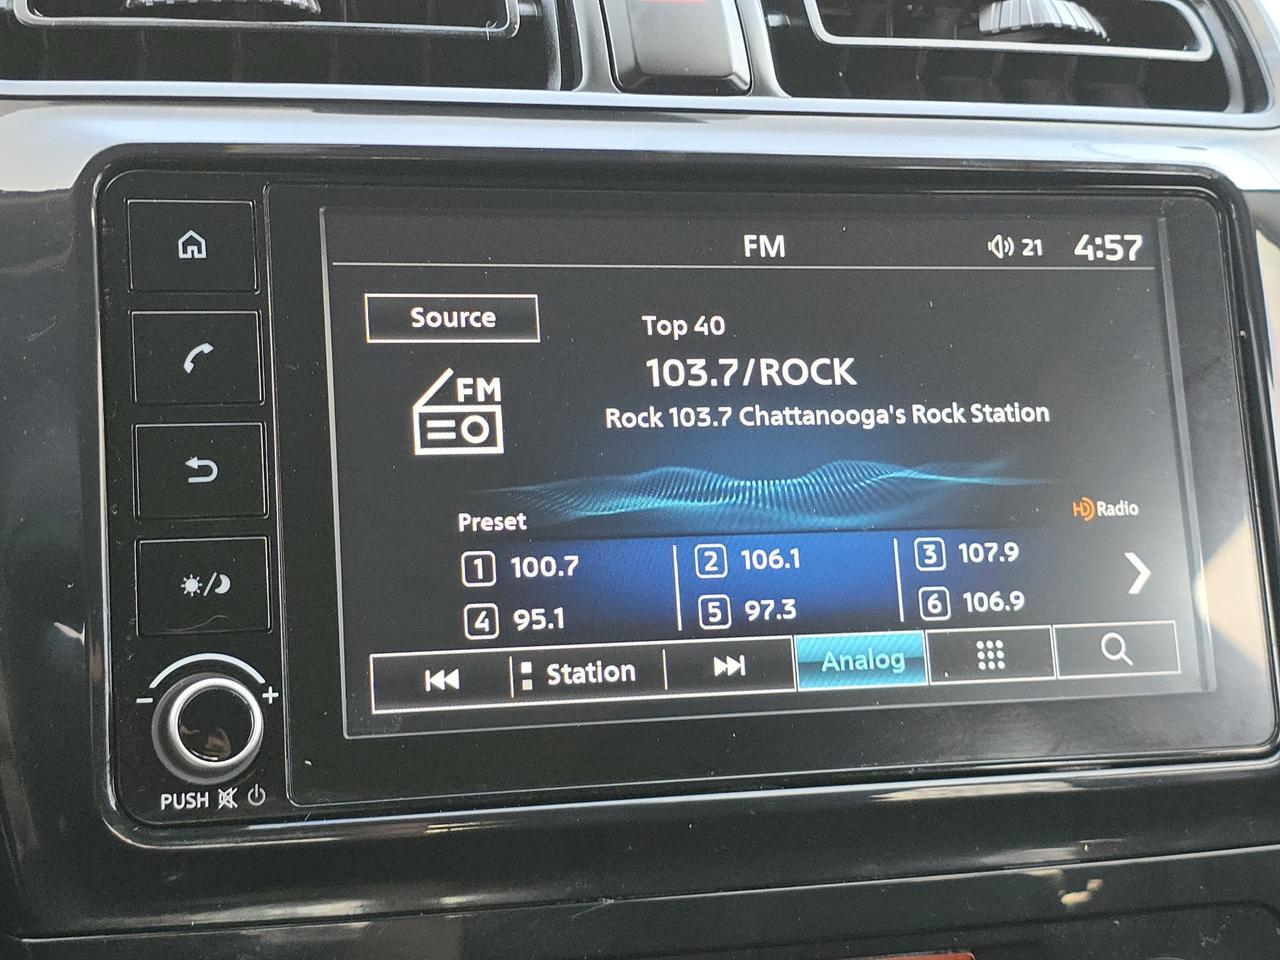 FM 21 4:57
Source
Top 40
103.7/ROCK
FM
Rock 103.7 Chattanooga's Rock Station
HD Radio
Preset
1 100.7 2 106.1 3 107.9
4 95.1 5 97.3 6 106.9
Station Analog
- +
PUSH